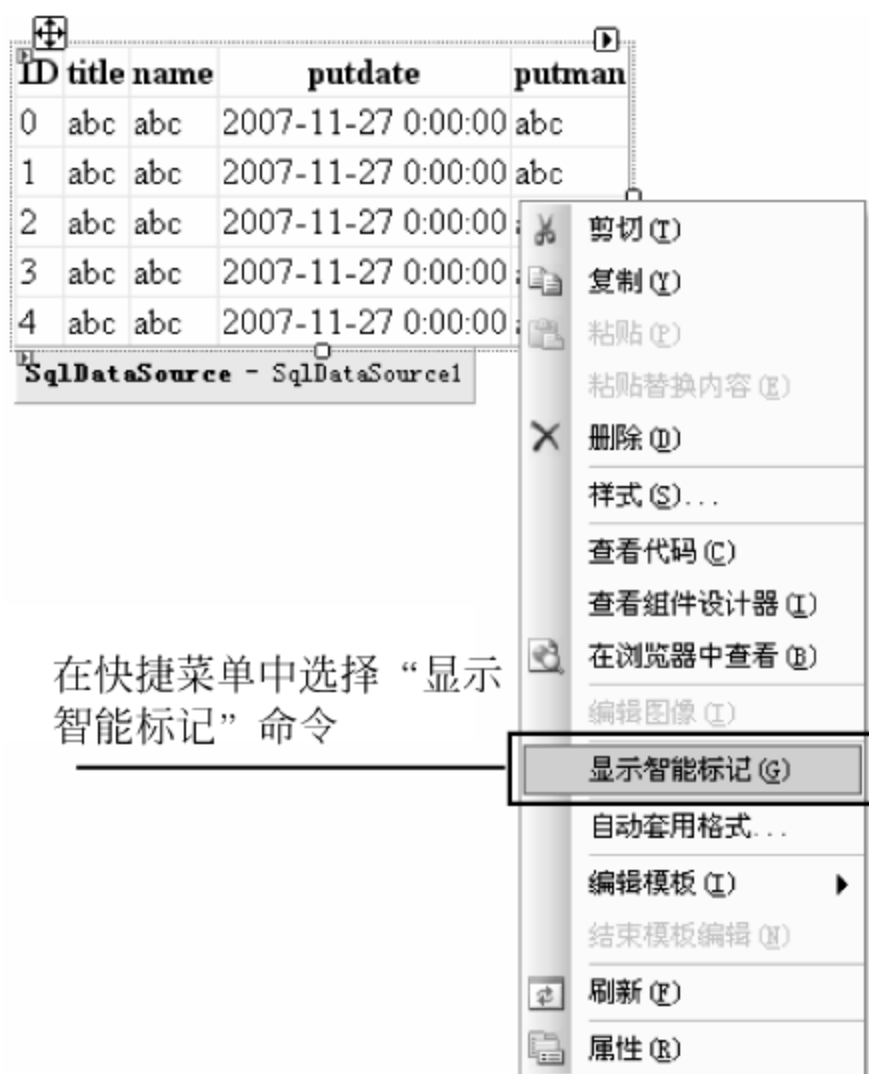 ID title name putdate putman
0 abc abc 2007-11-27 0:00:00 abc
1 abc abc 2007-11-27 0:00:00 abc
2 abc abc 2007-11-27 0:00:00
3 abc abc 2007-11-27 0:00:00
4 abc abc 2007-11-27 0:00:00
SqlDataSource - SqlDataSource1
剪切(T)
复制(Y)
粘贴(P)
粘贴替换内容(E)
删除(D)
样式(S)...
查看代码(C)
查看组件设计器(I)
在浏览器中查看(B)
编辑图像(I)
显示智能标记(G)
自动套用格式...
编辑模板(I)
结束模板编辑(N)
刷新(F)
属性(R)
在快捷菜单中选择“显示
智能标记”命令